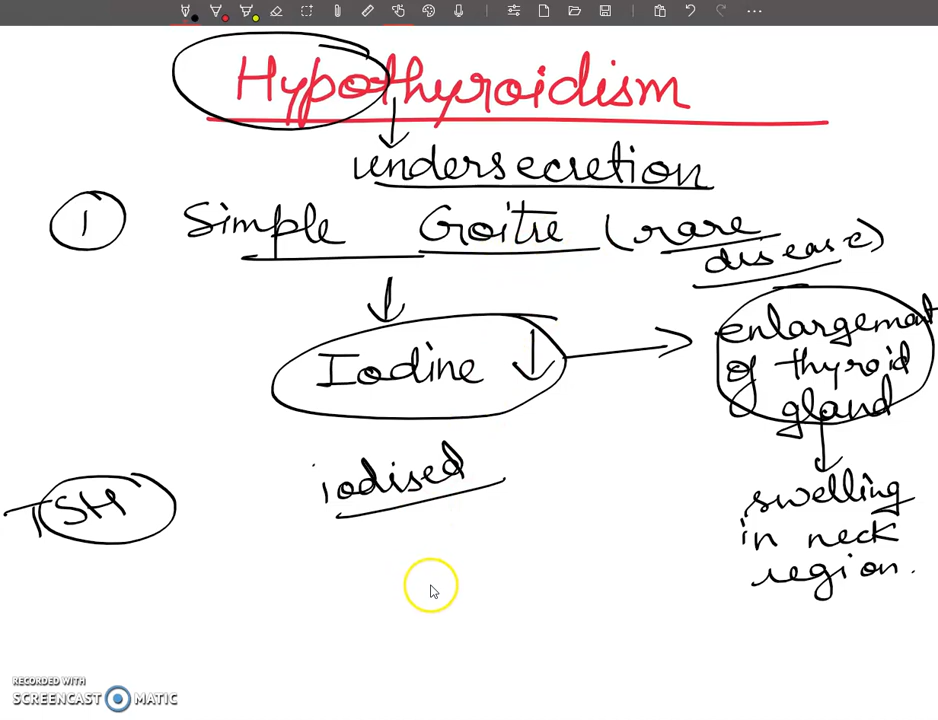 Hypothyroidism
undersecretion
1 Simple Goitre (rare
disease)
Iodine ↓ → enlargement
of thyroid
gland
iodised
TSH
swelling
in neck
region.
RECORDED WITH
SCREENCAST MATIC